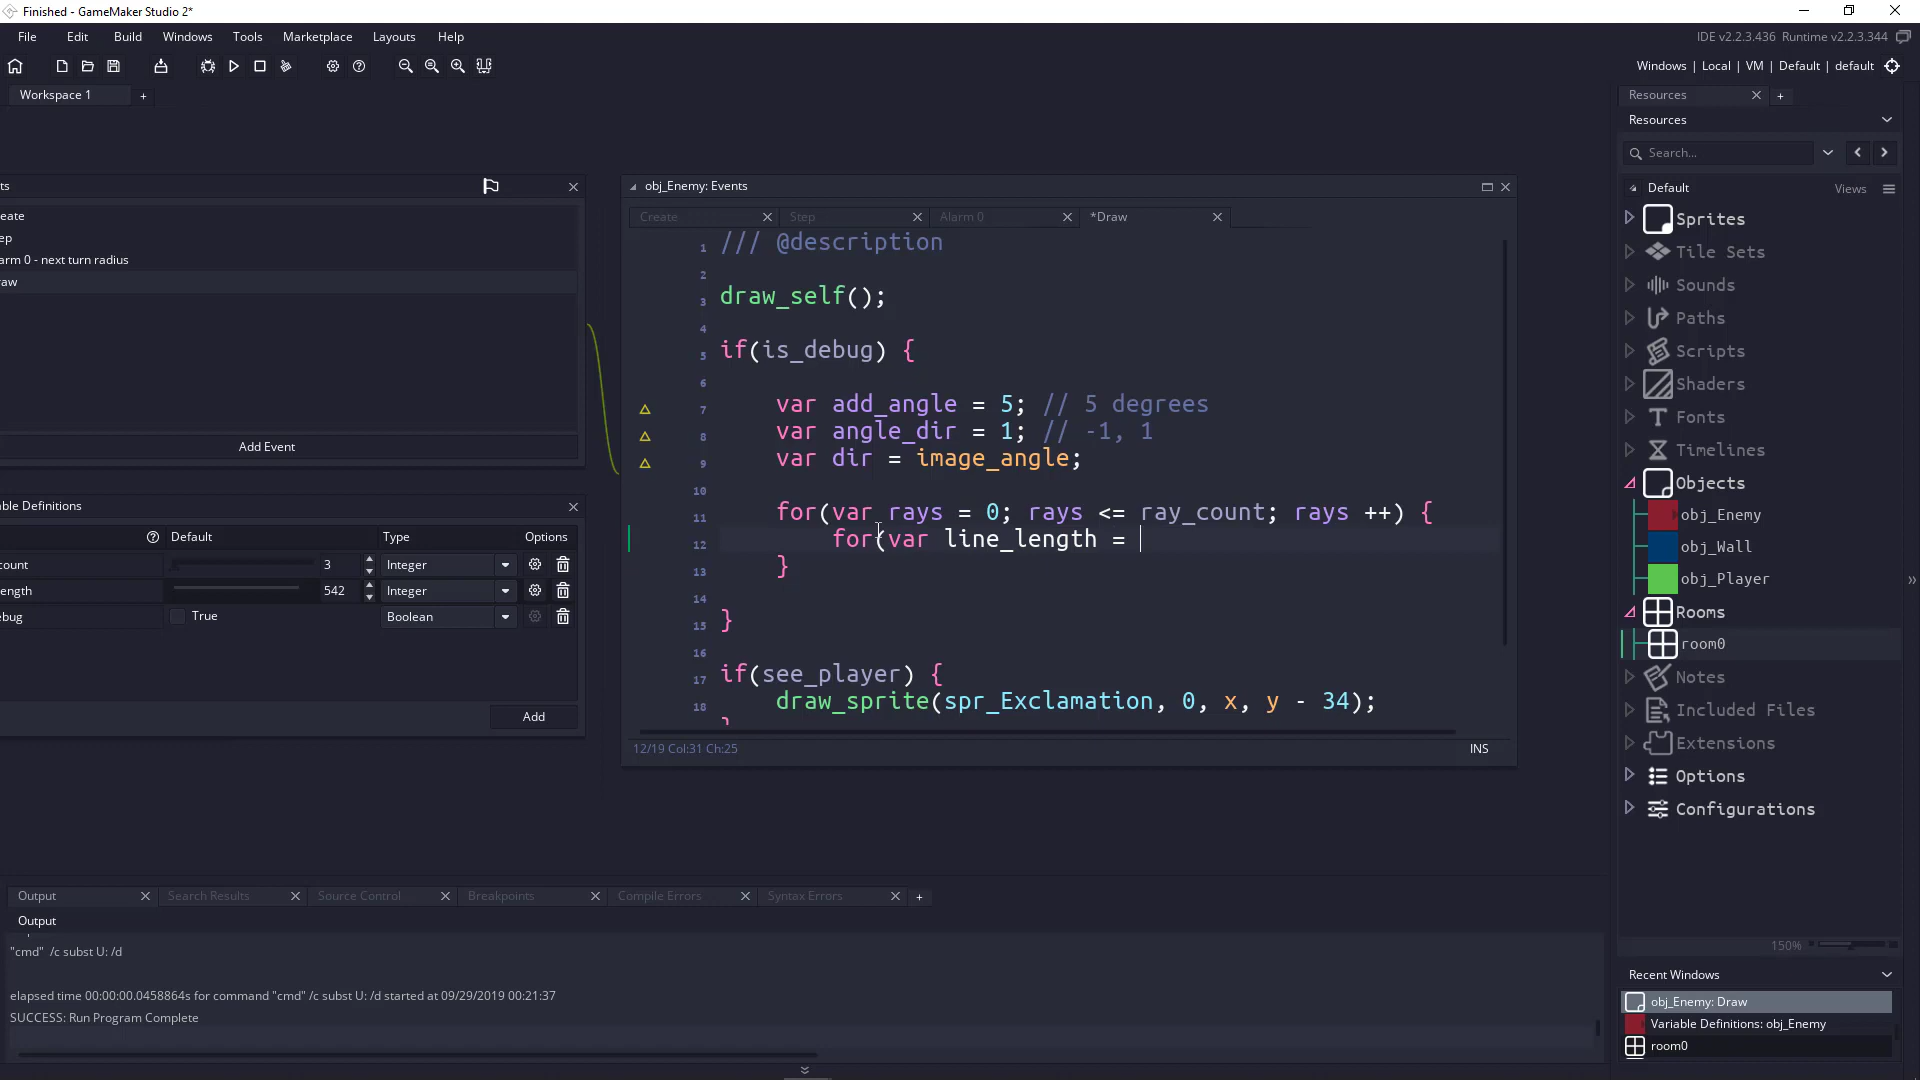 Finished - GameMaker Studio 2*
File Edit Build Windows Tools Marketplace Layouts Help
IDE v2.2.3.436 Runtime v2.2.3.344
Windows | Local | VM | Default | default
Workspace 1
ts
eate
ep
arm 0 - next turn radius
raw
Add Event
able Definitions
Default Type Options
count 3 Integer
ength 542 Integer
ebug True Boolean
Add
obj_Enemy: Events
Create Step Alarm 0 *Draw
1 /// @description
2
3 draw_self();
4
5 if(is_debug) {
6
7 var add_angle = 5; // 5 degrees
8 var angle_dir = 1; // -1, 1
9 var dir = image_angle;
10
11 for(var rays = 0; rays <= ray_count; rays ++) {
12 for(var line_length =
13 }
14
15 }
16
17 if(see_player) {
18 draw_sprite(spr_Exclamation, 0, x, y - 34);
}
12/19 Col:31 Ch:25 INS
Resources
Resources
Search...
Default Views
Sprites
Tile Sets
Sounds
Paths
Scripts
Shaders
Fonts
Timelines
Objects
obj_Enemy
obj_Wall
obj_Player
Rooms
room0
Notes
Included Files
Extensions
Options
Configurations
150%
Recent Windows
obj_Enemy: Draw
Variable Definitions: obj_Enemy
room0
Output Search Results Source Control Breakpoints Compile Errors Syntax Errors
Output
"cmd" /c subst U: /d
elapsed time 00:00:00.0458864s for command "cmd" /c subst U: /d started at 09/29/2019 00:21:37
SUCCESS: Run Program Complete